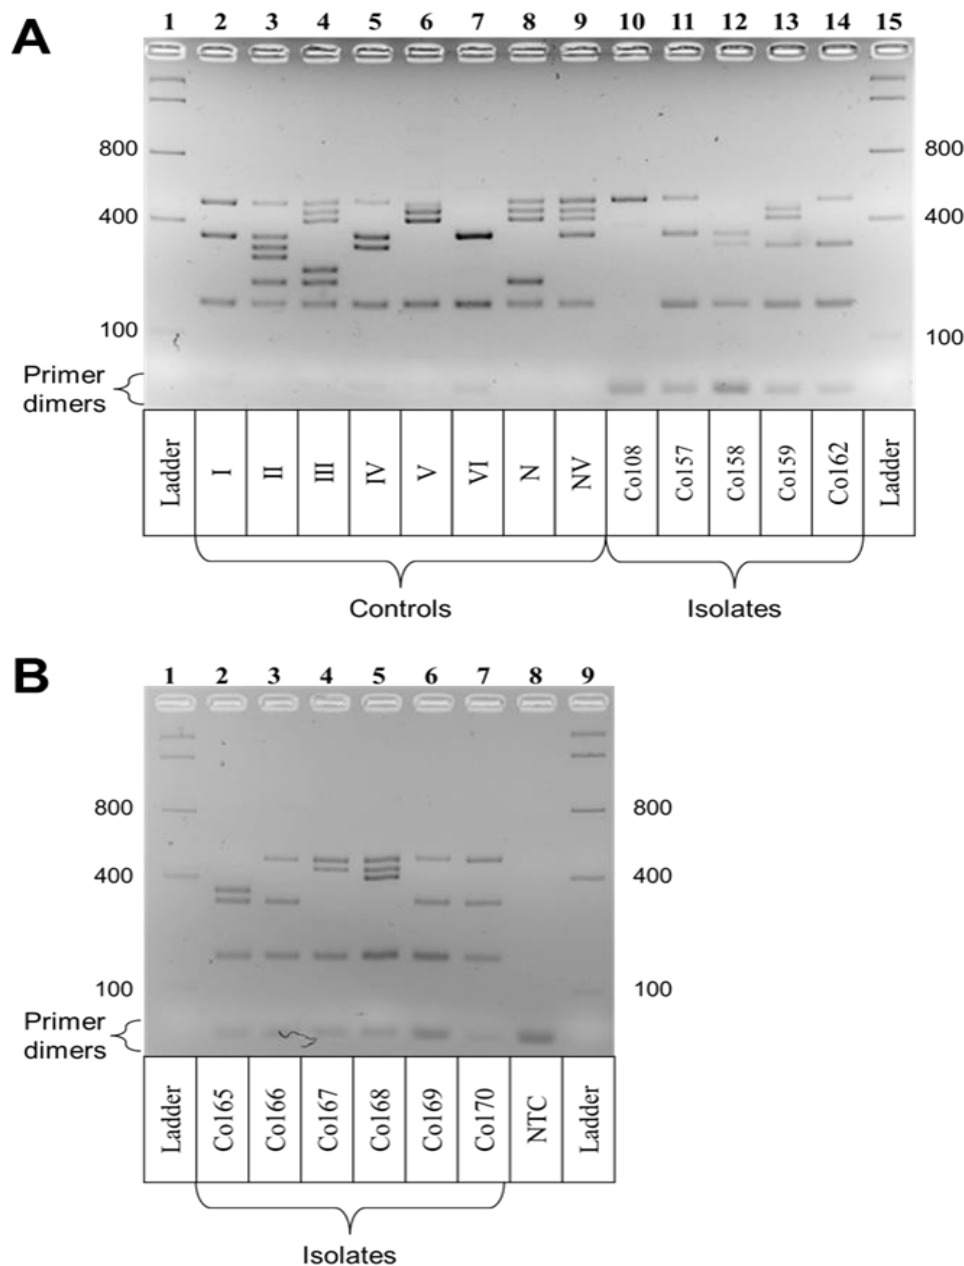 A
1 2 3 4 5 6 7 8 9 10 11 12 13 14 15
800 800
400 400
100 100
Primer
dimers
Ladder I II III IV V VI N NV Co108 Co157 Co158 Co159 Co162 Ladder
Controls Isolates
B
1 2 3 4 5 6 7 8 9
800 800
400 400
100 100
Primer
dimers
Ladder Co165 Co166 Co167 Co168 Co169 Co170 NTC Ladder
Isolates